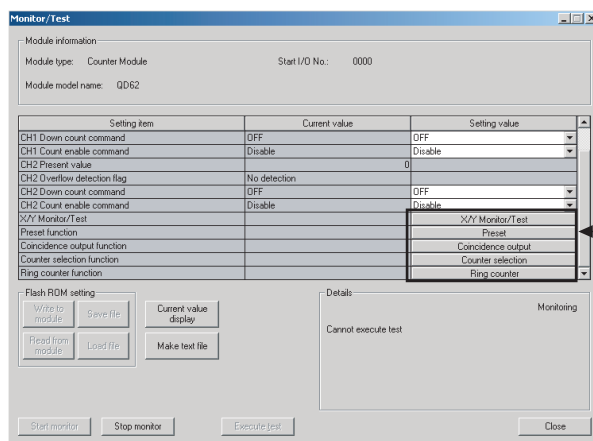 Monitor/Test
Module information
Module type: Counter Module Start I/O No.: 0000
Module model name: QD62
Setting item Current value Setting value
CH1 Down count command OFF OFF
CH1 Count enable command Disable Disable
CH2 Present value 0
CH2 Overflow detection flag No detection
CH2 Down count command OFF OFF
CH2 Count enable command Disable Disable
X/Y Monitor/Test X/Y Monitor/Test
Preset function Preset
Coincidence output function Coincidence output
Counter selection function Counter selection
Ring counter function Ring counter
Flash ROM setting
Write to module
Save file
Current value display
Read from module
Load file
Make text file
Details
Monitoring
Cannot execute test
Start monitor Stop monitor Execute test Close